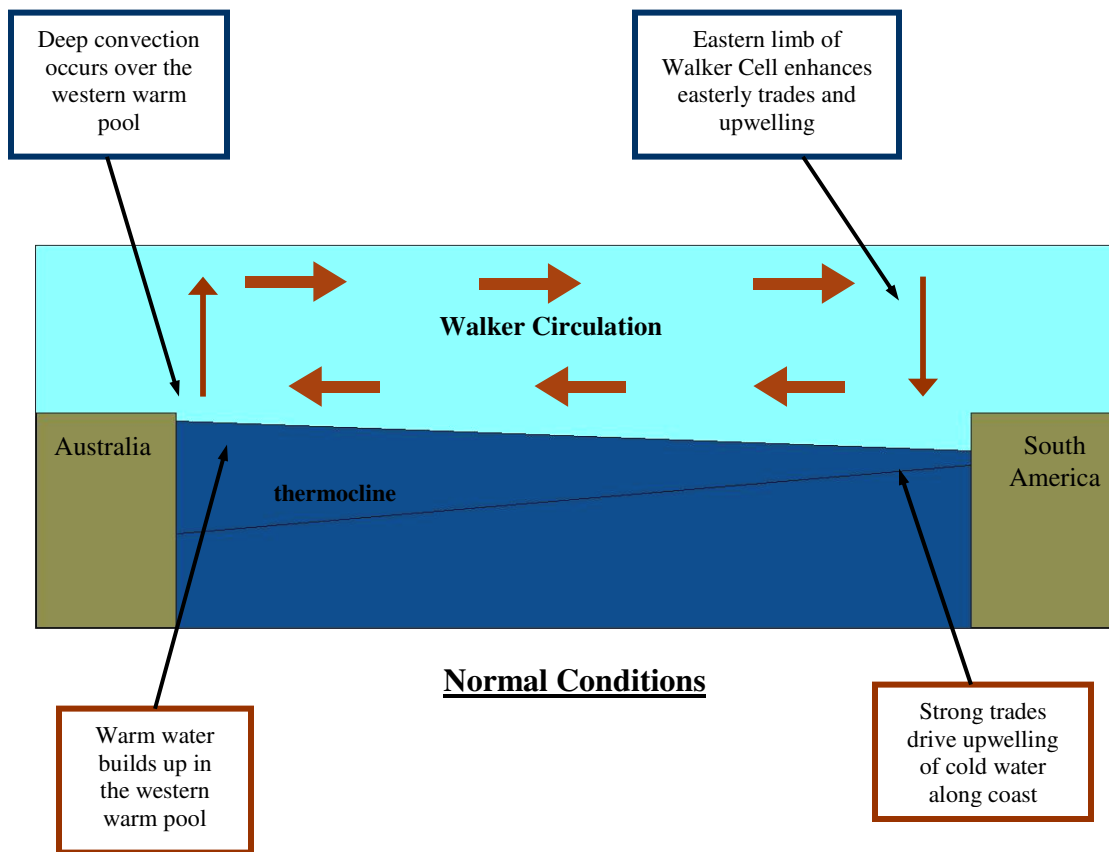 Deep convection
occurs over the
western warm
pool
Eastern limb of
Walker Cell enhances
easterly trades and
upwelling
Walker Circulation
Australia
South
America
thermocline
Normal Conditions
Warm water
builds up in
the western
warm pool
Strong trades
drive upwelling
of cold water
along coast